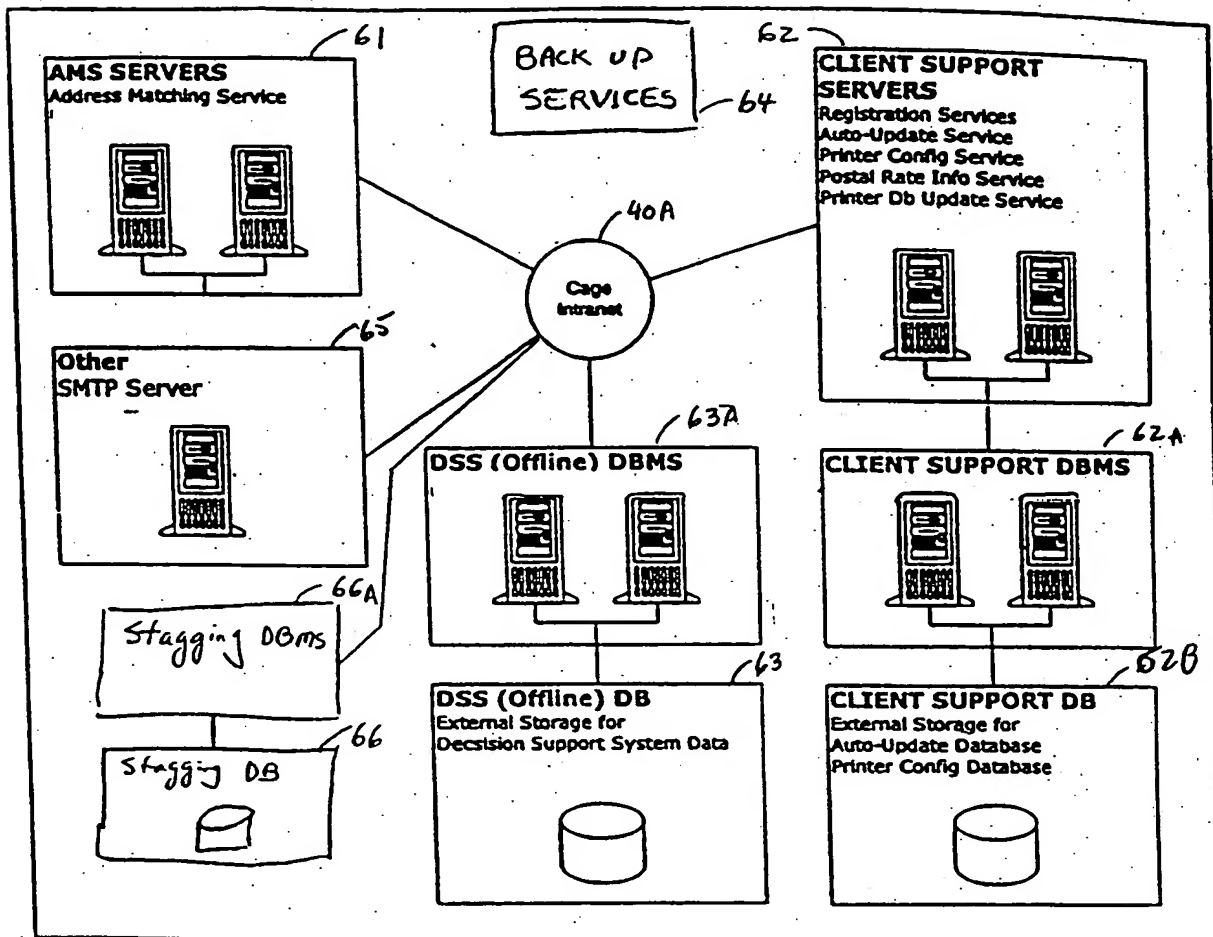 61
AMS SERVERS
Address Matching Service
BACK UP
SERVICES
64
62
CLIENT SUPPORT
SERVERS
Registration Services
Auto-Update Service
Printer Config Service
Postal Rate Info Service
Printer Db Update Service
40A
Cage
Intranet
65
Other
SMTP Server
63A
DSS (Offline) DBMS
62A
CLIENT SUPPORT DBMS
66A
Stagging DBMS
63
DSS (Offline) DB
External Storage for
Decsision Support System Data
62B
CLIENT SUPPORT DB
External Storage for
Auto-Update Database
Printer Config Database
66
Stagging DB